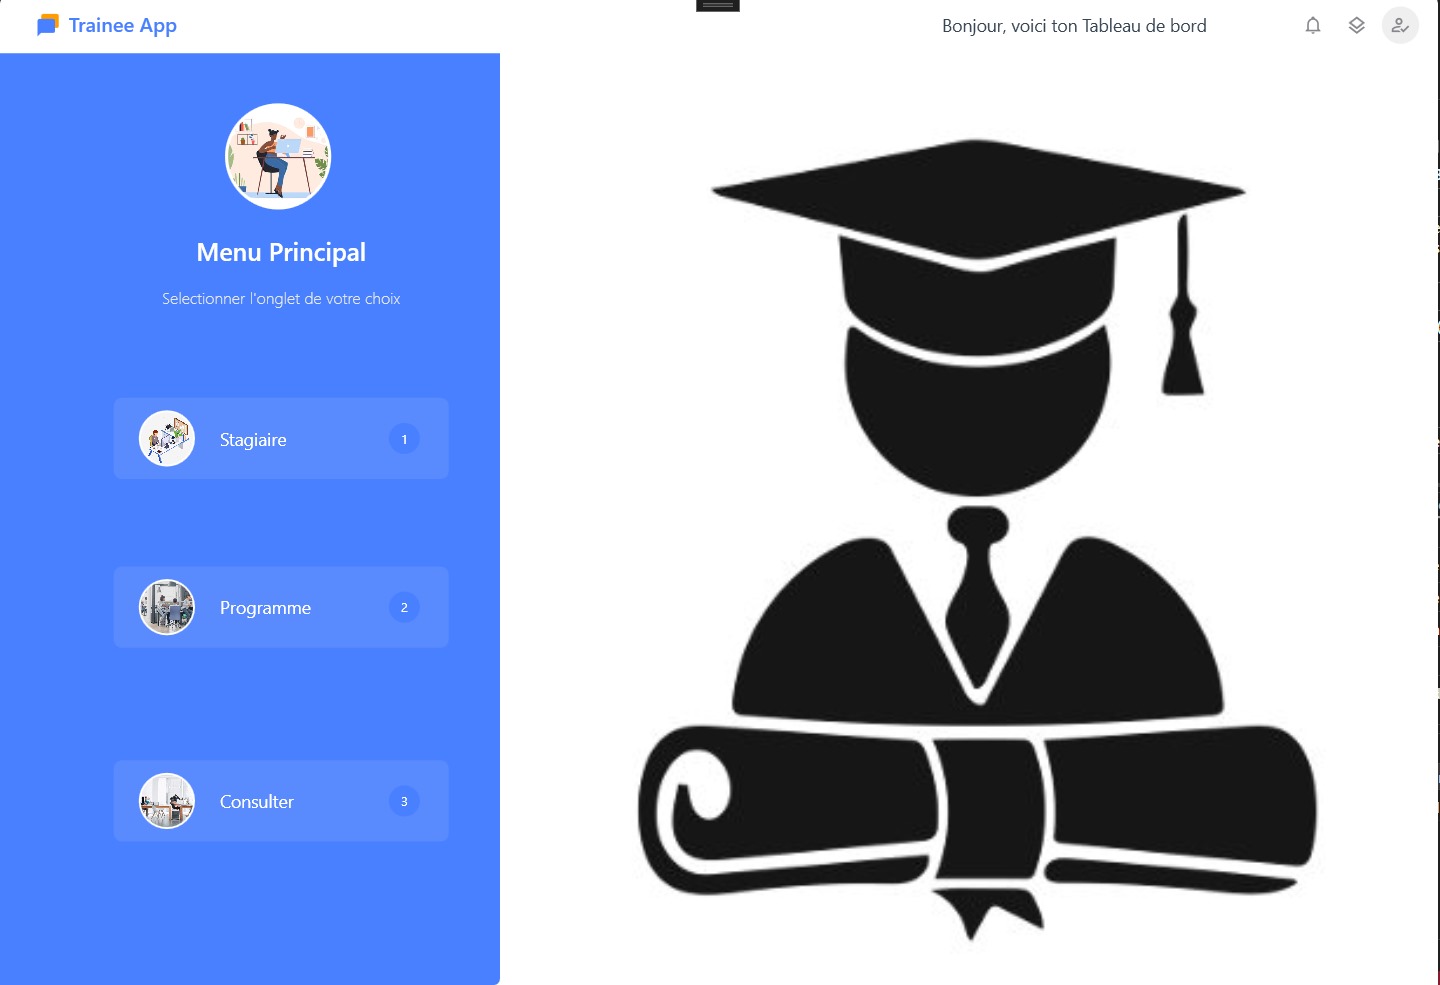 Trainee App
Bonjour, voici ton Tableau de bord
Menu Principal
Selectionner l'onglet de votre choix
Stagiaire
1
Programme
2
Consulter
3